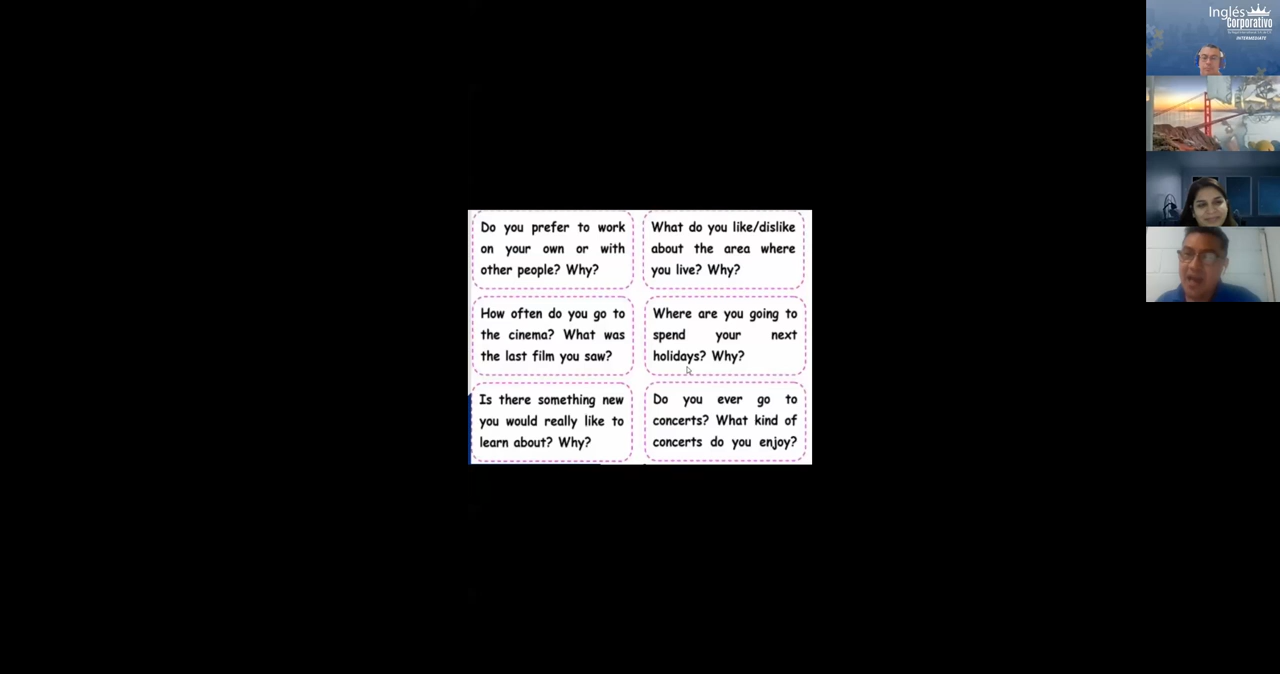 Inglés
Corporativo
INTERMEDIATE
Do you prefer to work
on your own or with
other people? Why?
What do you like/dislike
about the area where
you live? Why?
How often do you go to
the cinema? What was
the last film you saw?
Where are you going to
spend your next
holidays? Why?
Is there something new
you would really like to
learn about? Why?
Do you ever go to
concerts? What kind of
concerts do you enjoy?